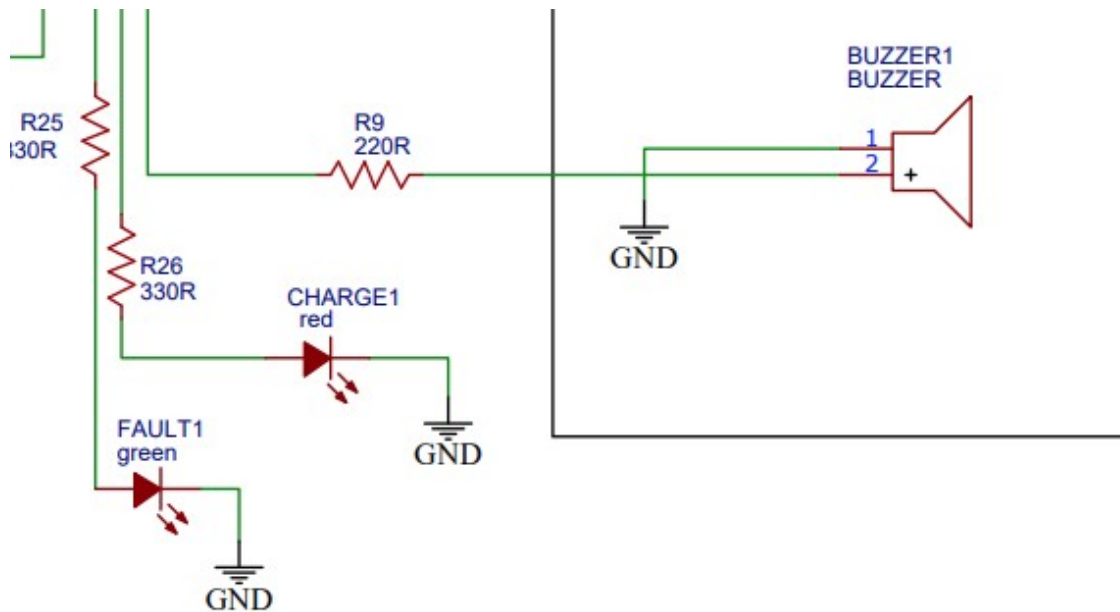 BUZZER1
BUZZER
R25
R9
220R
1
2
+
GND
R26
330R
CHARGE1
red
FAULT1
green
GND
GND